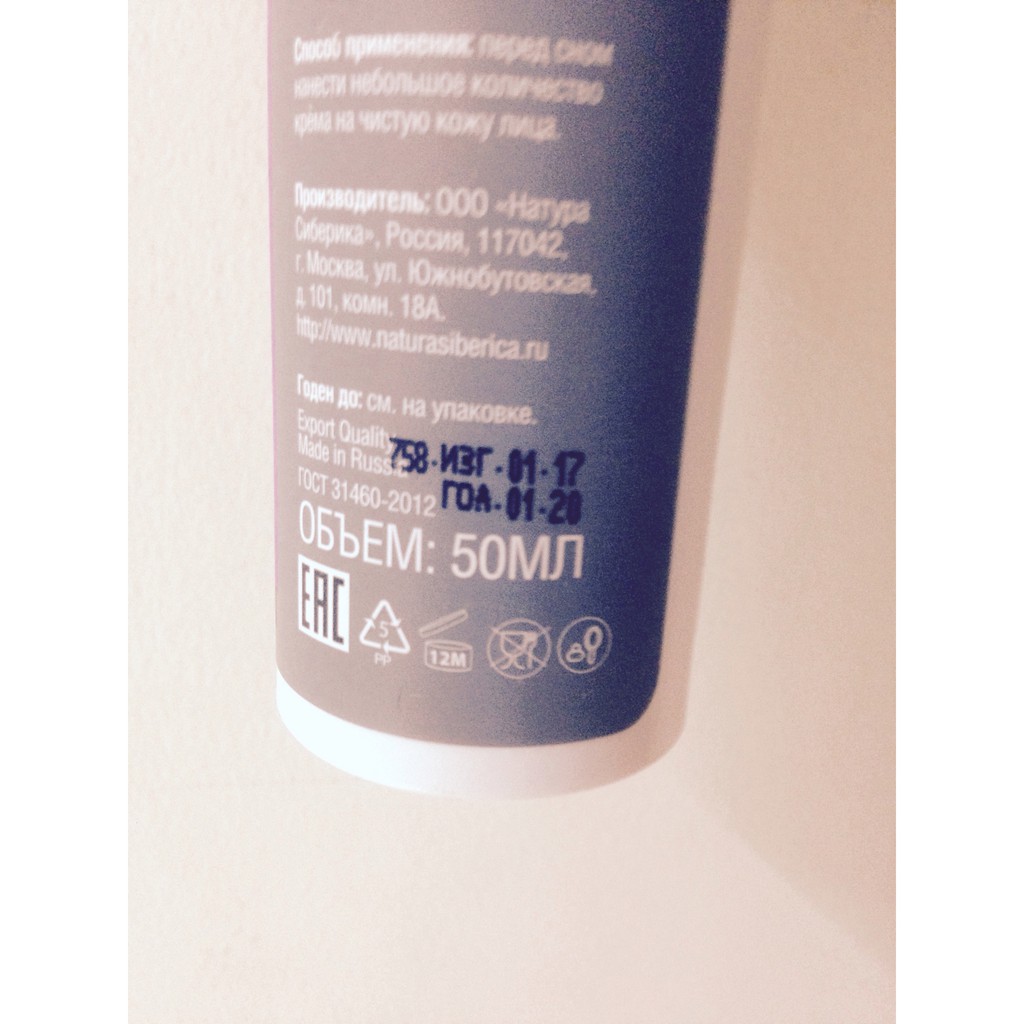 Способ применения: перед сном
нанести небольшое количество
крема на чистую кожу лица.
Производитель: ООО «Натура
Сиберика», Россия, 117042,
г. Москва, ул. Южнобутовская,
д. 101, комн. 18А.
http://www.naturasiberica.ru
Годен до: см. на упаковке.
Export Quality
Made in Russia
758·ИЗГ·01·17
ГОСТ 31460-2012
ГОД·01·20
ОБЪЕМ: 50МЛ
EAC
5
PP
12M